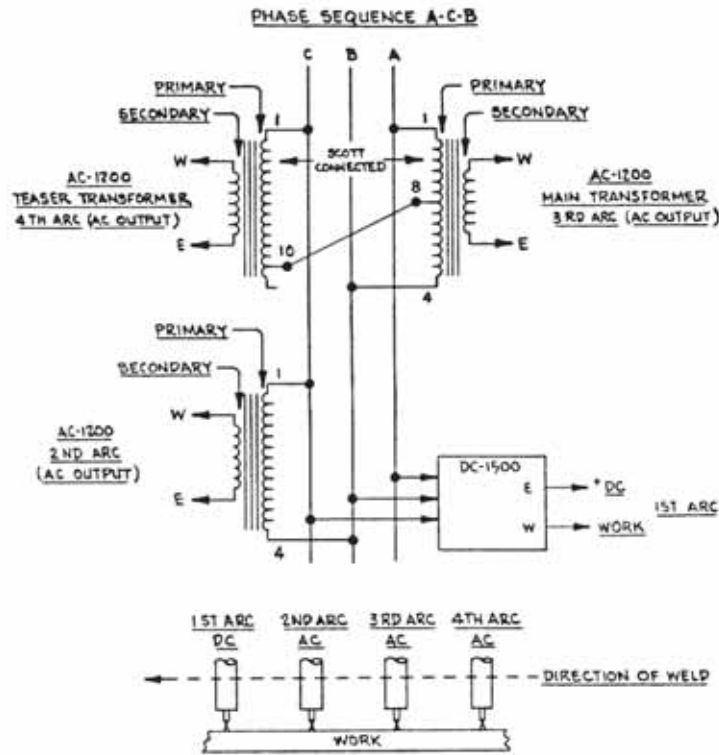 PHASE SEQUENCE A-C-B
C B A
PRIMARY
SECONDARY
1
W
AC-1200
TEASER TRANSFORMER
4TH ARC (AC OUTPUT)
E
10
SCOTT
CONNECTED
PRIMARY
SECONDARY
1
8
W
AC-1200
MAIN TRANSFORMER
3RD ARC (AC OUTPUT)
E
4
PRIMARY
SECONDARY
1
W
AC-1200
2ND ARC
(AC OUTPUT)
E
4
DC-1500
E
+ DC
1ST ARC
W
WORK
1ST ARC
DC
2ND ARC
AC
3RD ARC
AC
4TH ARC
AC
DIRECTION OF WELD
WORK